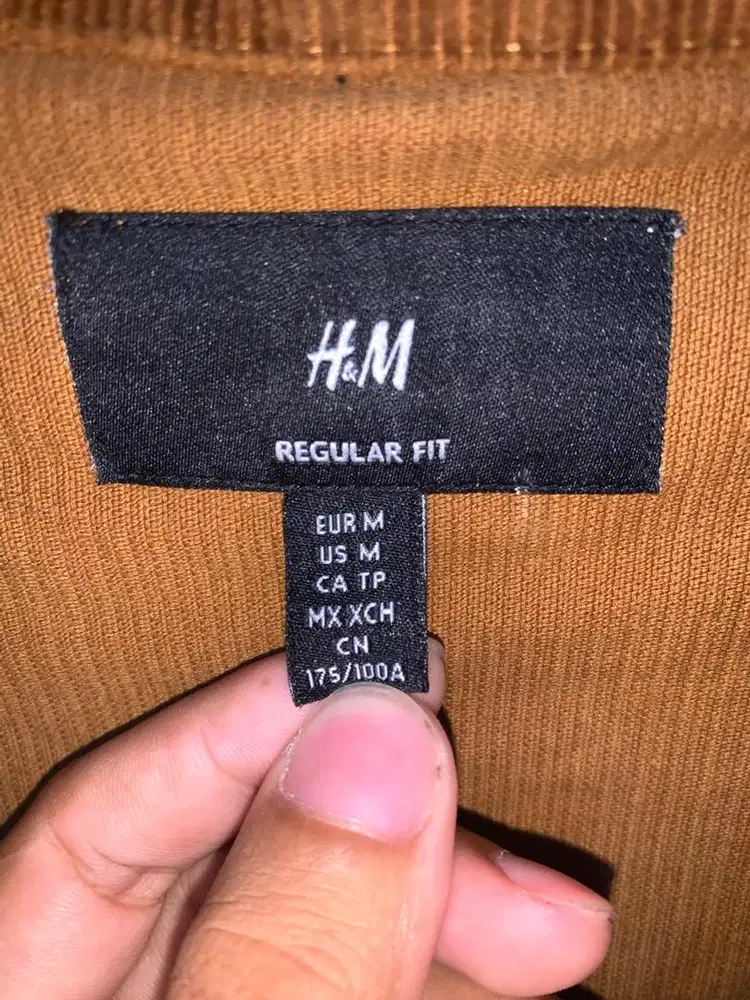 H&M
REGULAR FIT
EUR M
US M
CA TP
MX XCH
CN
175/100A